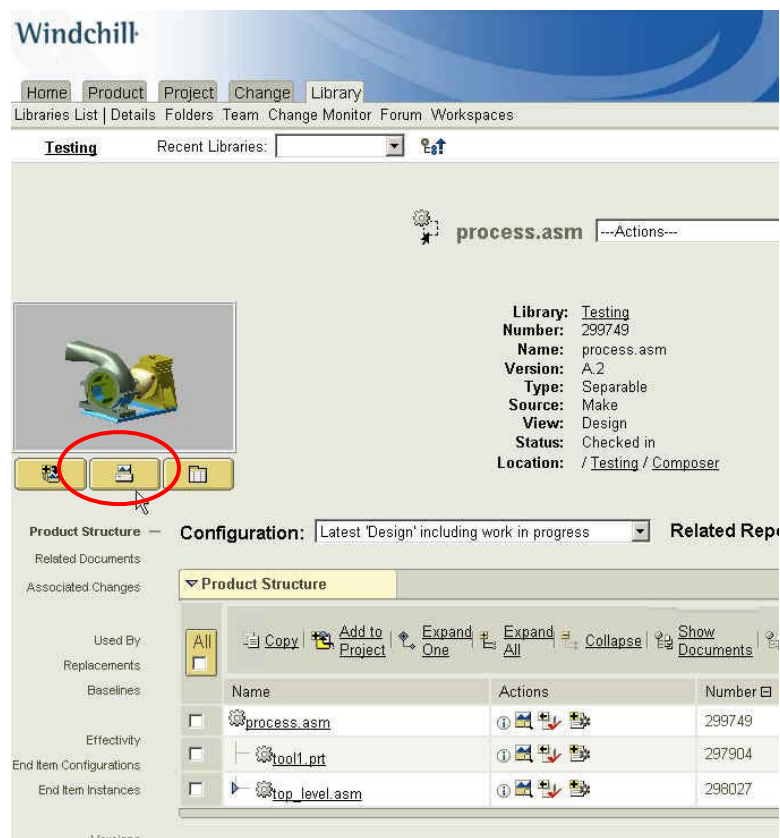 Windchill
Home Product Project Change Library
Libraries List | Details Folders Team Change Monitor Forum Workspaces
Testing Recent Libraries:
process.asm ---Actions---
Library: Testing
Number: 299749
Name: process.asm
Version: A.2
Type: Separable
Source: Make
View: Design
Status: Checked in
Location: / Testing / Composer
Product Structure
Related Documents
Associated Changes
Used By
Replacements
Baselines
Effectivity
End Item Configurations
End Item Instances
Configuration: Latest 'Design' including work in progress Related Repo
Product Structure
All Copy Add to Project Expand One Expand All Collapse Show Documents
Name Actions Number
process.asm 299749
tool1.prt 297904
top_level.asm 298027